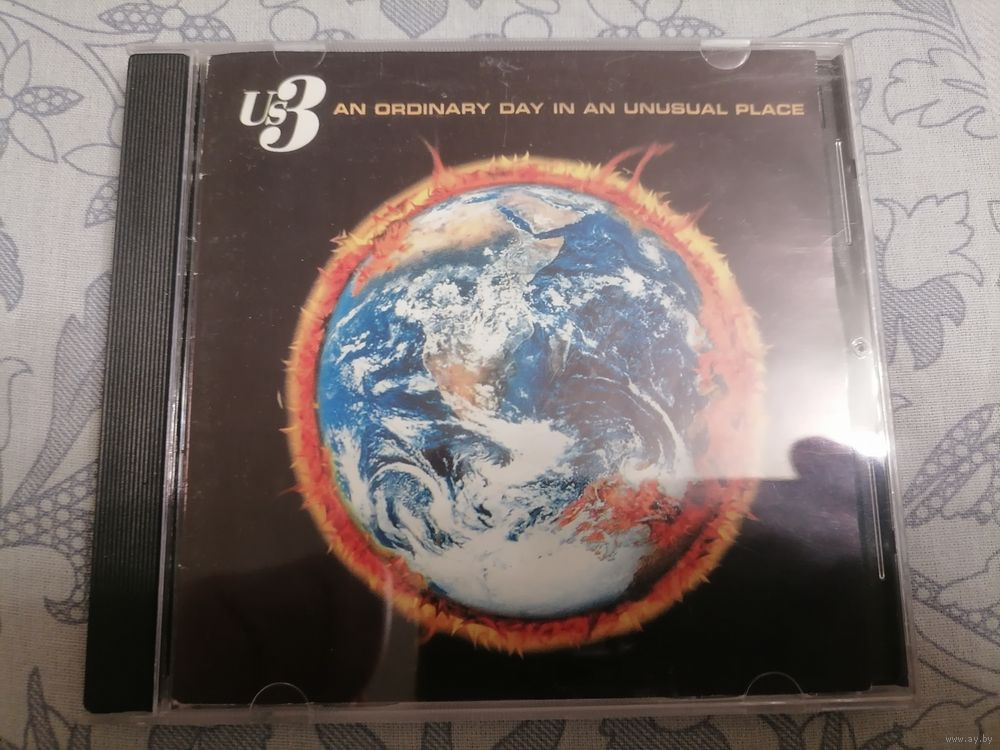 Us3 AN ORDINARY DAY IN AN UNUSUAL PLACE
www.ay.by